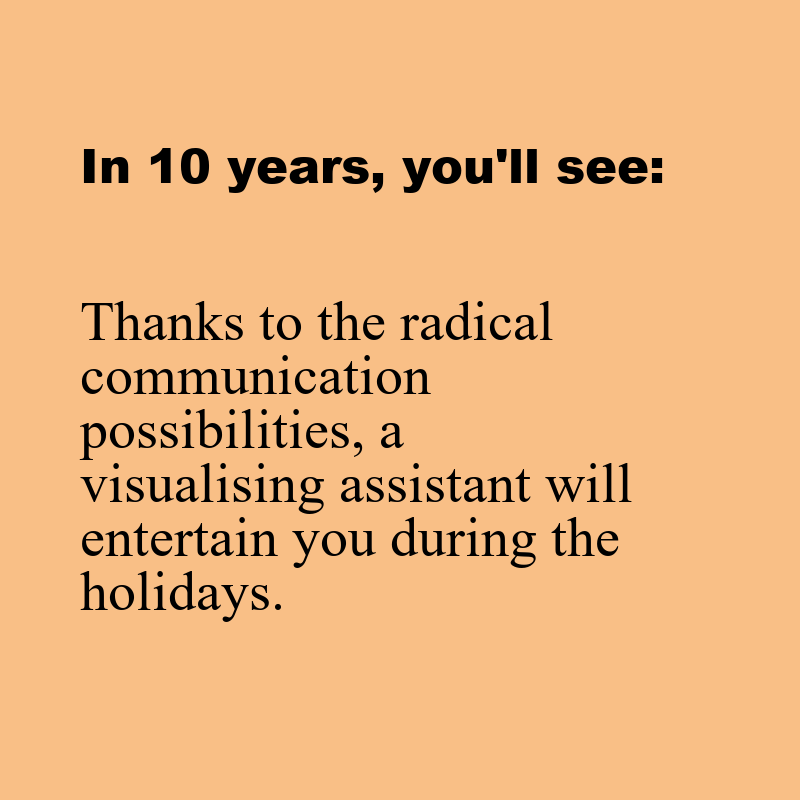 In 10 years, you'll see:
Thanks to the radical
communication
possibilities, a
visualising assistant will
entertain you during the
holidays.